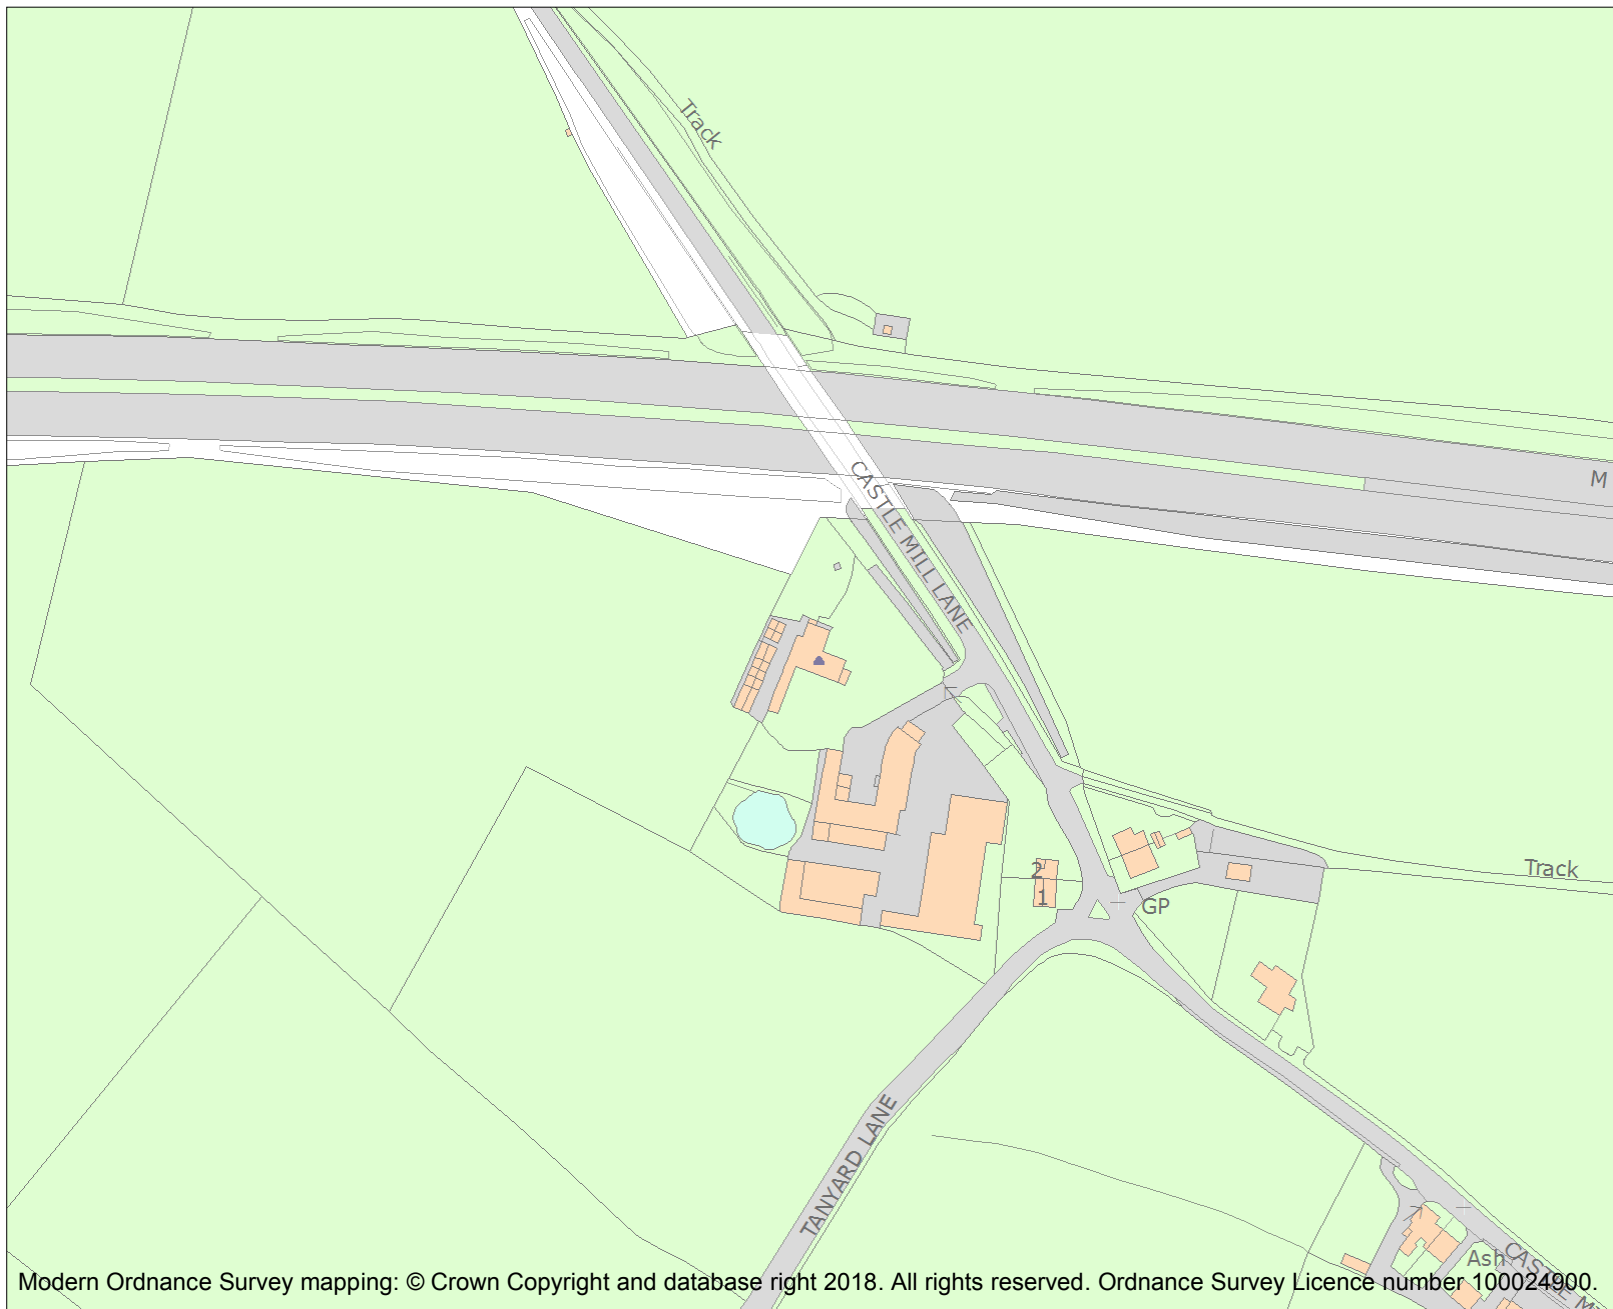 Track
M
CASTLE MILL LANE
Track
2
1
GP
TANYARD LANE
Ash
CASTLE M
Modern Ordnance Survey mapping: © Crown Copyright and database right 2018. All rights reserved. Ordnance Survey Licence number 100024900.